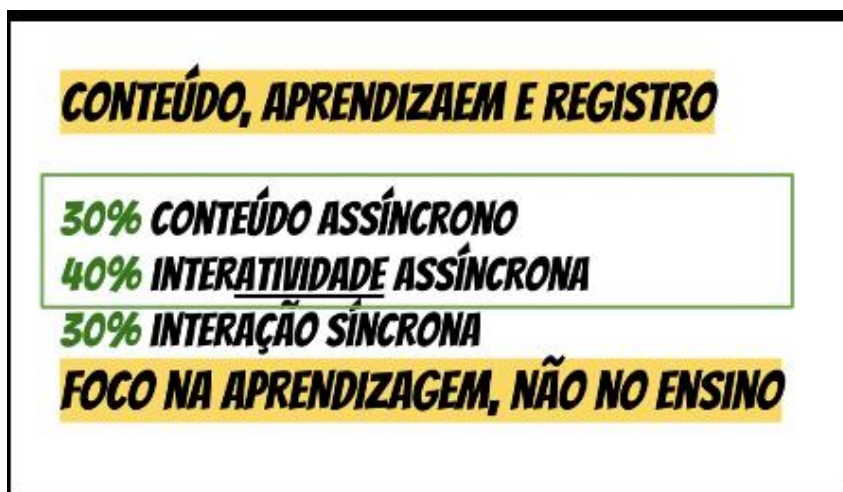 CONTEÚDO, APRENDIZAEM E REGISTRO
30% CONTEÚDO ASSÍNCRONO
40% INTERATIVIDADE ASSÍNCRONA
30% INTERAÇÃO SÍNCRONA
FOCO NA APRENDIZAGEM, NÃO NO ENSINO